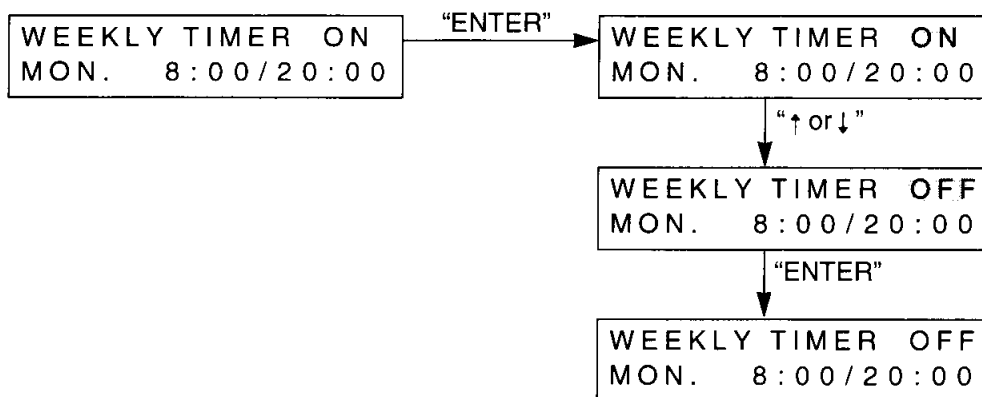 WEEKLY TIMER ON
MON. 8:00/20:00
“ENTER”
WEEKLY TIMER ON
MON. 8:00/20:00
“↑ or ↓”
WEEKLY TIMER OFF
MON. 8:00/20:00
“ENTER”
WEEKLY TIMER OFF
MON. 8:00/20:00